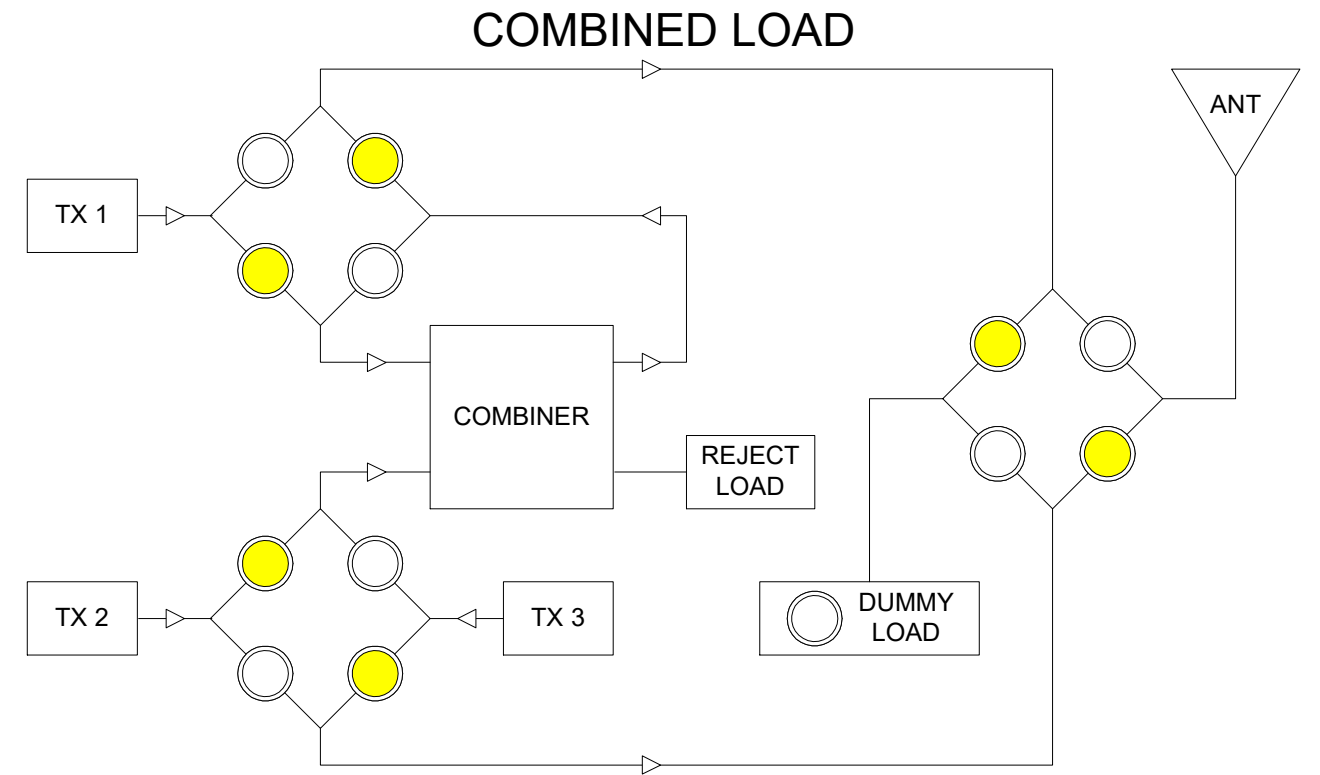 COMBINED LOAD
ANT
TX 1
COMBINER
REJECT
LOAD
TX 2
TX 3
DUMMY
LOAD